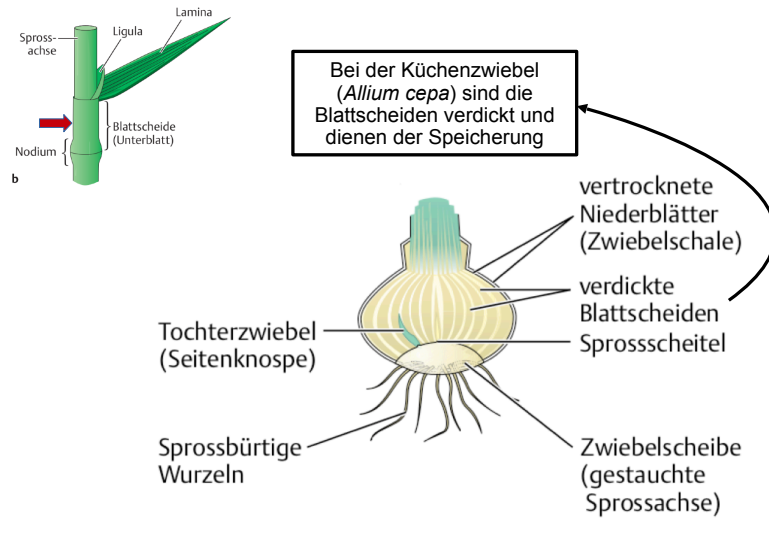 Lamina
Ligula
Spross-
achse
Blattscheide
(Unterblatt)
Nodium
b
Bei der Küchenzwiebel
(Allium cepa) sind die
Blattscheiden verdickt und
dienen der Speicherung
vertrocknete
Niederblätter
(Zwiebelschale)
verdickte
Blattscheiden
Sprossscheitel
Tochterzwiebel
(Seitenknospe)
Sprossbürtige
Wurzeln
Zwiebelscheibe
(gestauchte
Sprossachse)